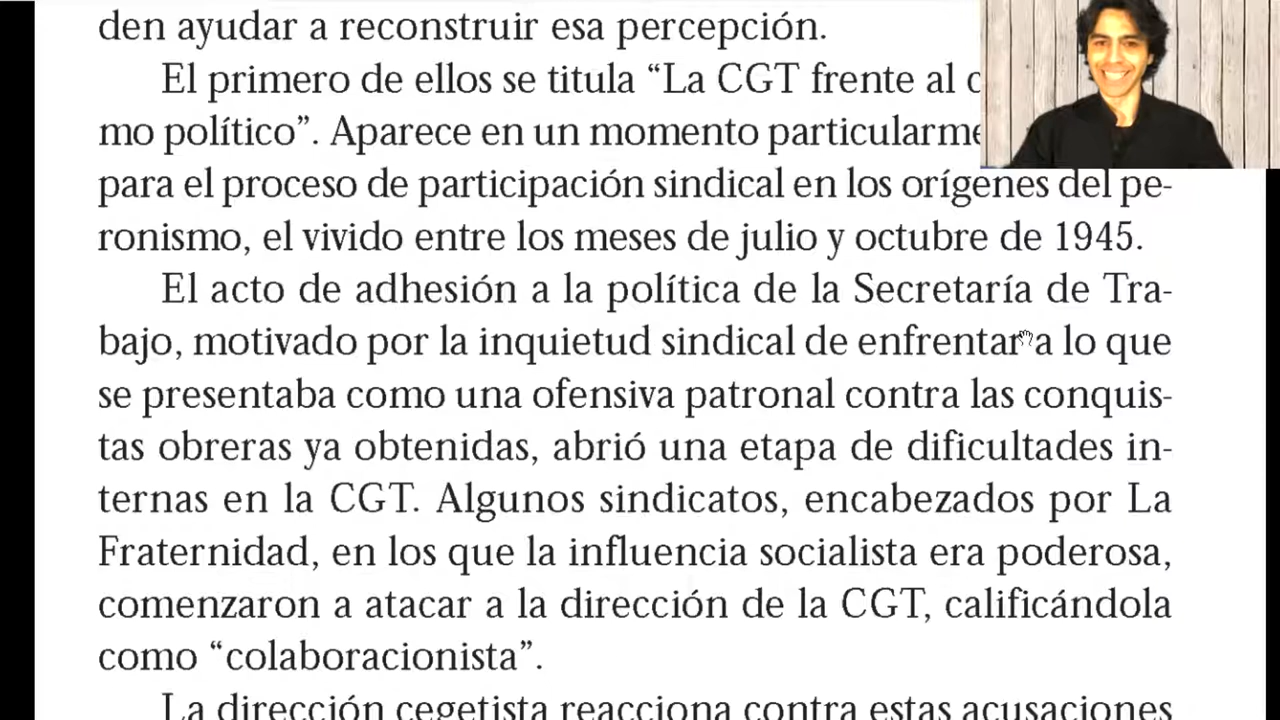 den ayudar a reconstruir esa percepción.
El primero de ellos se titula “La CGT frente al
mo político”. Aparece en un momento
para el proceso de participación sindical en los orígenes del pe-
ronismo, el vivido entre los meses de julio y octubre de 1945.
El acto de adhesión a la política de la Secretaría de Tra-
bajo, motivado por la inquietud sindical de enfrentar a lo que
se presentaba como una ofensiva patronal contra las conquis-
tas obreras ya obtenidas, abrió una etapa de dificultades in-
ternas en la CGT. Algunos sindicatos, encabezados por La
Fraternidad, en los que la influencia socialista era poderosa,
comenzaron a atacar a la dirección de la CGT, calificándola
como “colaboracionista”.
La dirección cegetista reacciona contra estas acusaciones